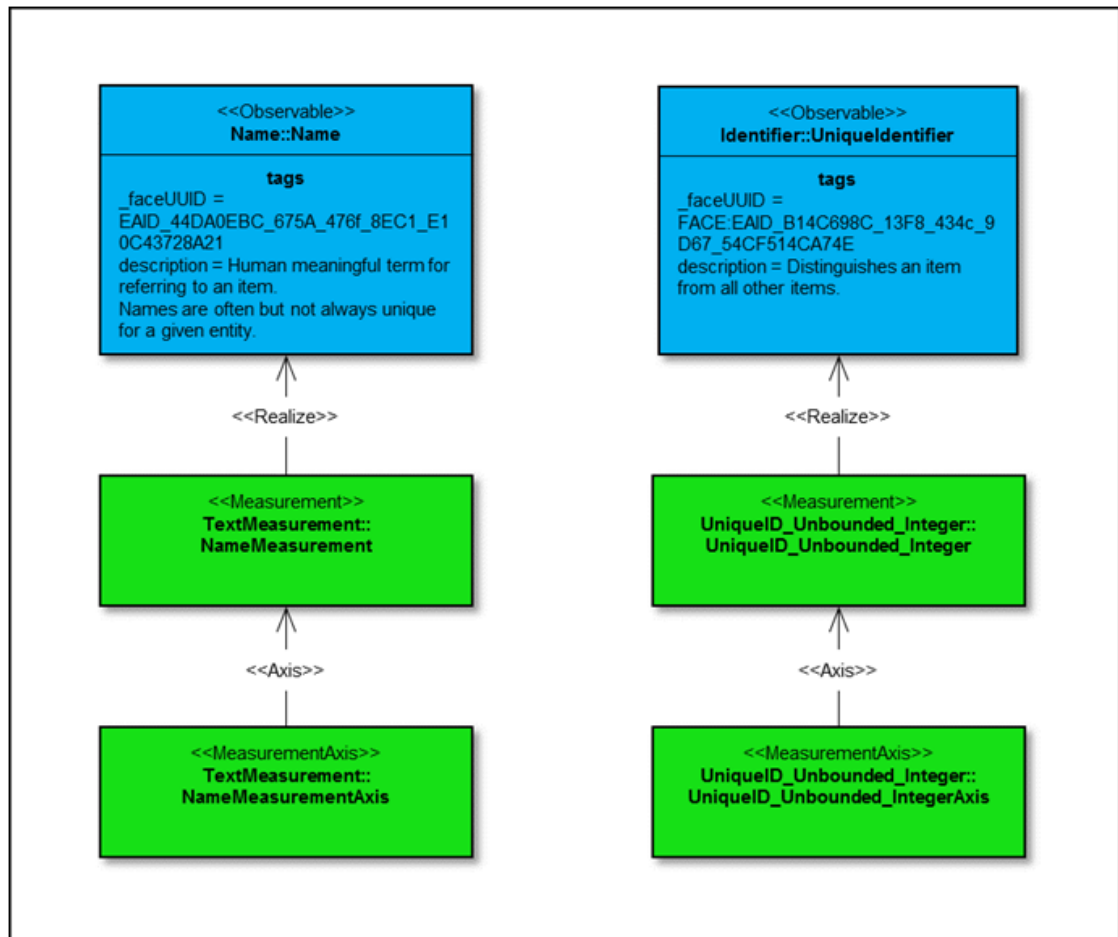 <<Observable>>
Name::Name
tags
_faceUUID =
EAID_44DA0EBC_675A_476f_8EC1_E1
0C43728A21
description = Human meaningful term for
referring to an item.
Names are often but not always unique
for a given entity.
<<Observable>>
Identifier::UniqueIdentifier
tags
_faceUUID =
FACE:EAID_B14C698C_13F8_434c_9
D67_54CF514CA74E
description = Distinguishes an item
from all other items.
<<Realize>>
<<Realize>>
<<Measurement>>
TextMeasurement::
NameMeasurement
<<Measurement>>
UniqueID_Unbounded_Integer::
UniqueID_Unbounded_Integer
<<Axis>>
<<Axis>>
<<MeasurementAxis>>
TextMeasurement::
NameMeasurementAxis
<<MeasurementAxis>>
UniqueID_Unbounded_Integer::
UniqueID_Unbounded_IntegerAxis